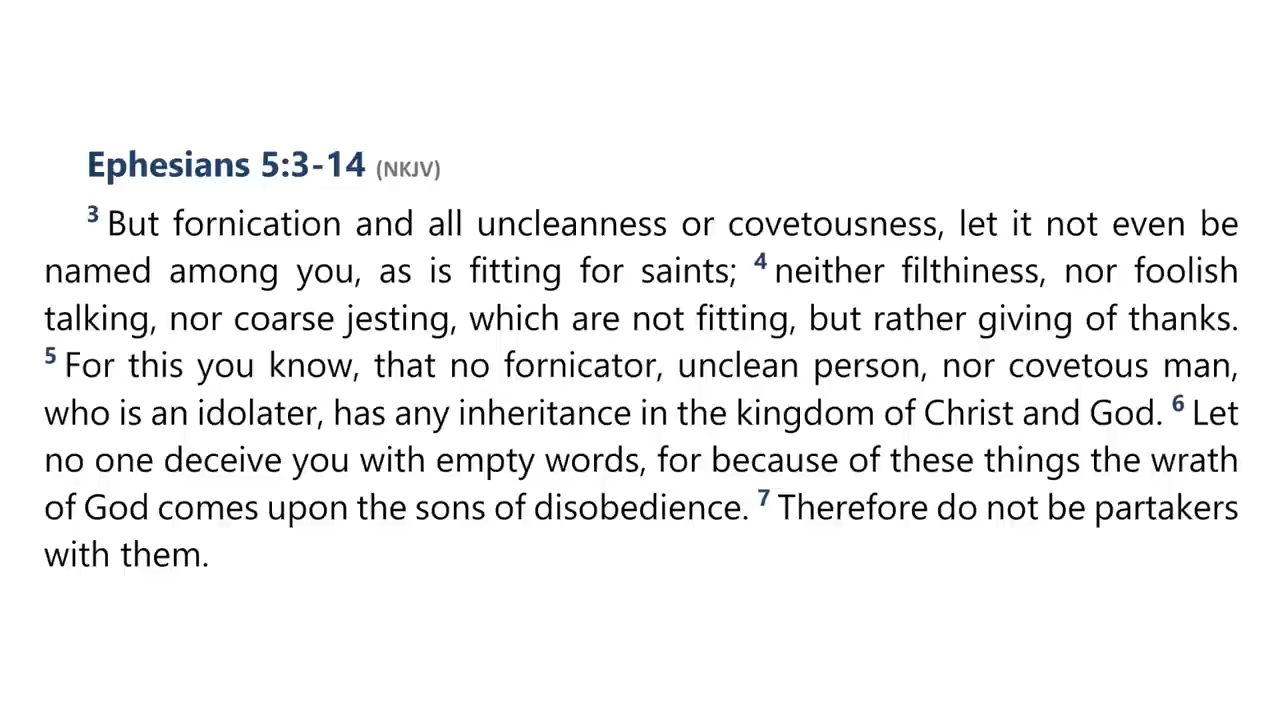 Ephesians 5:3-14 (NKJV)
3 But fornication and all uncleanness or covetousness, let it not even be
named among you, as is fitting for saints; 4 neither filthiness, nor foolish
talking, nor coarse jesting, which are not fitting, but rather giving of thanks.
5 For this you know, that no fornicator, unclean person, nor covetous man,
who is an idolater, has any inheritance in the kingdom of Christ and God. 6 Let
no one deceive you with empty words, for because of these things the wrath
of God comes upon the sons of disobedience. 7 Therefore do not be partakers
with them.